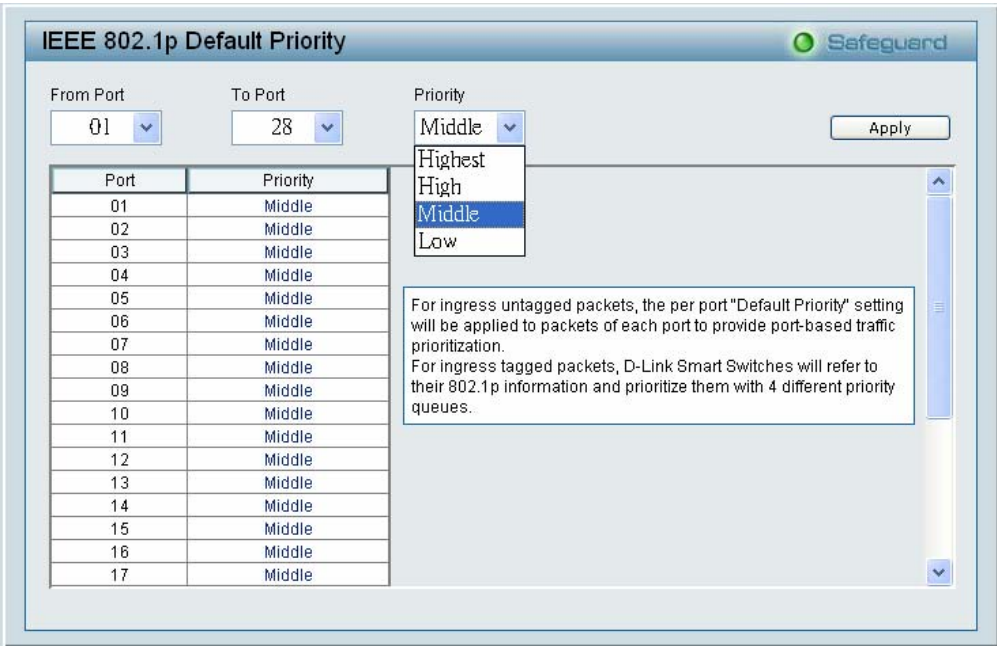 IEEE 802.1p Default Priority
Safeguard
From Port
To Port
Priority
01
28
Middle
Apply
Highest
High
Middle
Low
Port Priority
01 Middle
02 Middle
03 Middle
04 Middle
05 Middle
06 Middle
07 Middle
08 Middle
09 Middle
10 Middle
11 Middle
12 Middle
13 Middle
14 Middle
15 Middle
16 Middle
17 Middle
For ingress untagged packets, the per port "Default Priority" setting
will be applied to packets of each port to provide port-based traffic
prioritization.
For ingress tagged packets, D-Link Smart Switches will refer to
their 802.1p information and prioritize them with 4 different priority
queues.